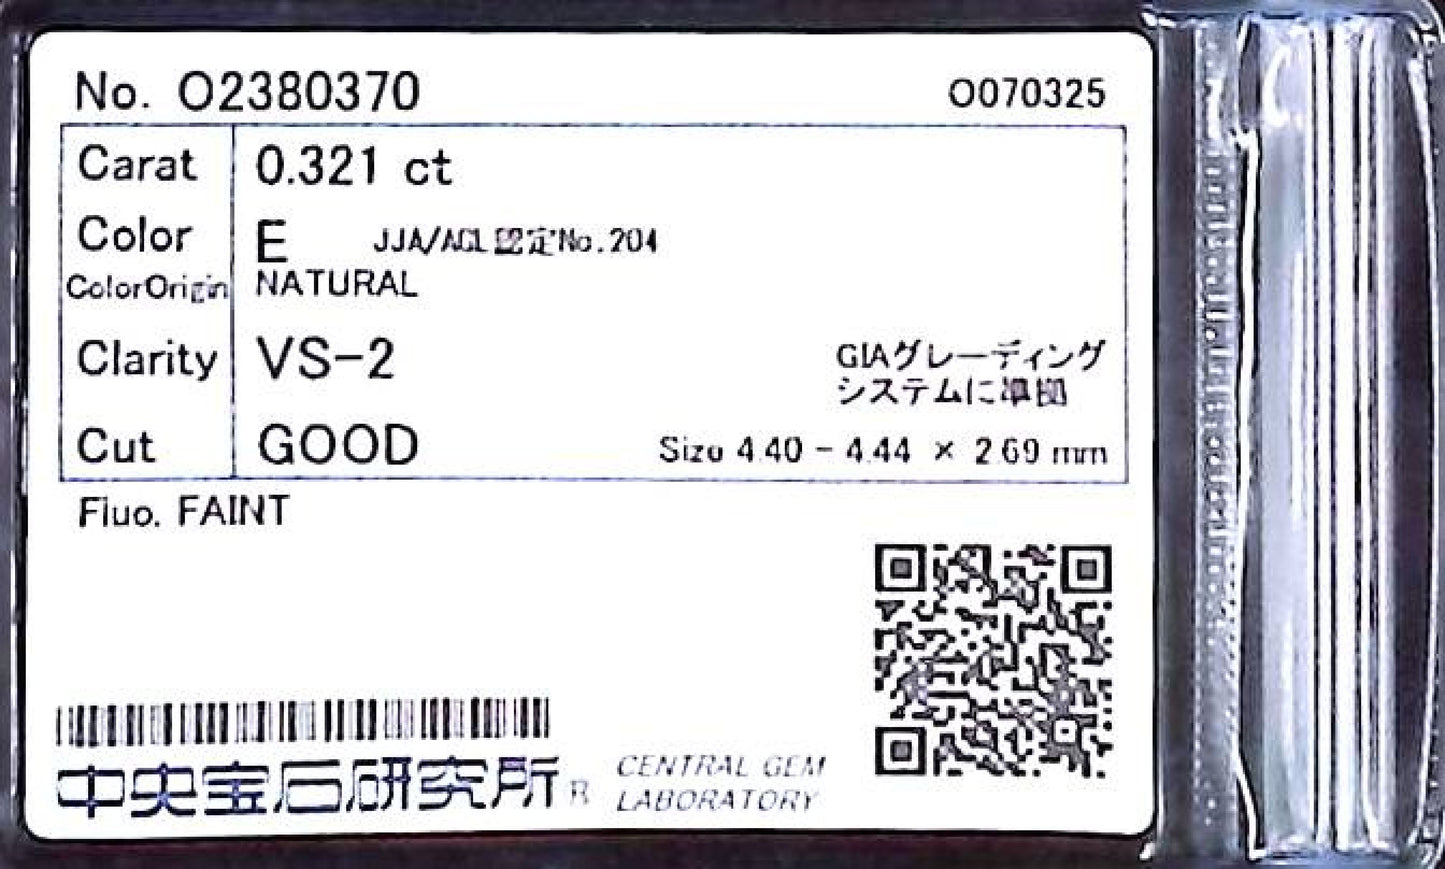 No. O2380370
O070325
Carat 0.321 ct
Color E JJA/AGL認定No.204
ColorOrigin NATURAL
Clarity VS-2
GIAグレーディング
システムに準拠
Cut GOOD Size 4.40 - 4.44 × 2.69 mm
Fluo. FAINT
中央宝石研究所 R
CENTRAL GEM
LABORATORY